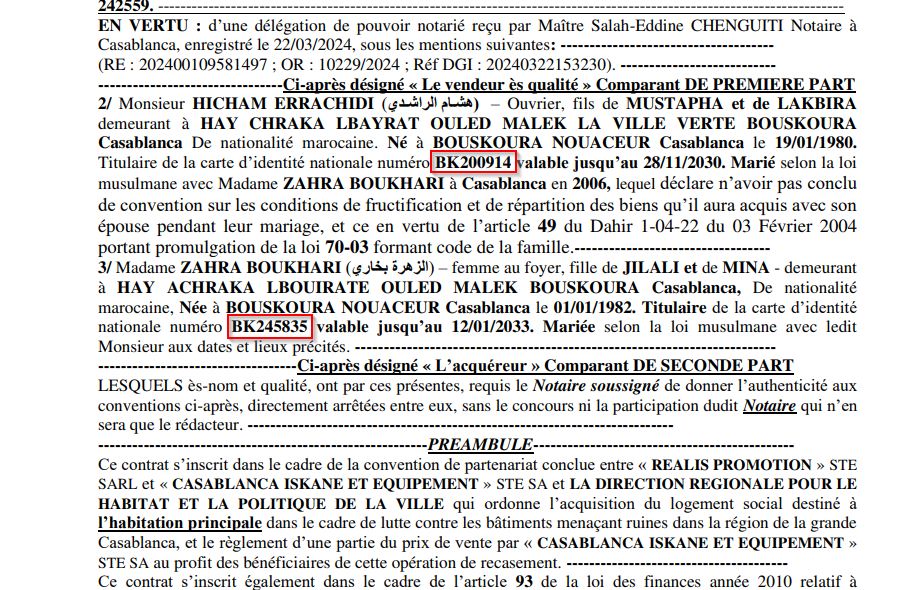 242559. ------------------------------------------------------------------------------------------------
EN VERTU : d'une délégation de pouvoir notarié reçu par Maître Salah-Eddine CHENGUITI Notaire à
Casablanca, enregistré le 22/03/2024, sous les mentions suivantes: -------------------------------------
(RE : 202400109581497 ; OR : 10229/2024 ; Réf DGI : 20240322153230). ---------------------------
--------------------------------Ci-après désigné « Le vendeur ès qualité » Comparant DE PREMIERE PART
2/ Monsieur HICHAM ERRACHIDI (هشام الراشدي) – Ouvrier, fils de MUSTAPHA et de LAKBIRA
demeurant à HAY CHRAKA LBAYRAT OULED MALEK LA VILLE VERTE BOUSKOURA
Casablanca De nationalité marocaine. Né à BOUSKOURA NOUACEUR Casablanca le 19/01/1980.
Titulaire de la carte d'identité nationale numéro BK200914 valable jusqu'au 28/11/2030. Marié selon la loi
musulmane avec Madame ZAHRA BOUKHARI à Casablanca en 2006, lequel déclare n'avoir pas conclu
de convention sur les conditions de fructification et de répartition des biens qu'il aura acquis avec son
épouse pendant leur mariage, et ce en vertu de l'article 49 du Dahir 1-04-22 du 03 Février 2004
portant promulgation de la loi 70-03 formant code de la famille.----------------------------------
3/ Madame ZAHRA BOUKHARI (الزهرة بخاري) – femme au foyer, fille de JILALI et de MINA - demeurant
à HAY ACHRAKA LBOUIRATE OULED MALEK BOUSKOURA Casablanca, De nationalité
marocaine, Née à BOUSKOURA NOUACEUR Casablanca le 01/01/1982. Titulaire de la carte d'identité
nationale numéro BK245835 valable jusqu'au 12/01/2033. Mariée selon la loi musulmane avec ledit
Monsieur aux dates et lieux précités. -------------------------------------------------------------------------
----------------------------------Ci-après désigné « L'acquéreur » Comparant DE SECONDE PART
LESQUELS ès-nom et qualité, ont par ces présentes, requis le Notaire soussigné de donner l'authenticité aux
conventions ci-après, directement arrêtées entre eux, sans le concours ni la participation dudit Notaire qui n'en
sera que le rédacteur. --------------------------------------------------------------------------
---------------------------------------------------------PREAMBULE---------------------------------------------
Ce contrat s'inscrit dans le cadre de la convention de partenariat conclue entre « REALIS PROMOTION » STE
SARL et « CASABLANCA ISKANE ET EQUIPEMENT » STE SA et LA DIRECTION REGIONALE POUR LE
HABITAT ET LA POLITIQUE DE LA VILLE qui ordonne l'acquisition du logement social destiné à
l'habitation principale dans le cadre de lutte contre les bâtiments menaçant ruines dans la région de la grande
Casablanca, et le règlement d'une partie du prix de vente par « CASABLANCA ISKANE ET EQUIPEMENT »
STE SA au profit des bénéficiaires de cette opération de recasement. --------------------------------------
Ce contrat s'inscrit également dans le cadre de l'article 93 de la loi des finances année 2010 relatif à